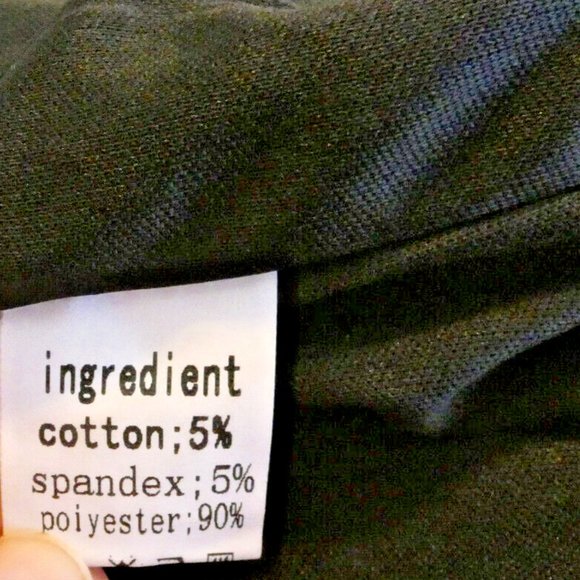 ingredient
cotton;5%
spandex;5%
poiyester;90%